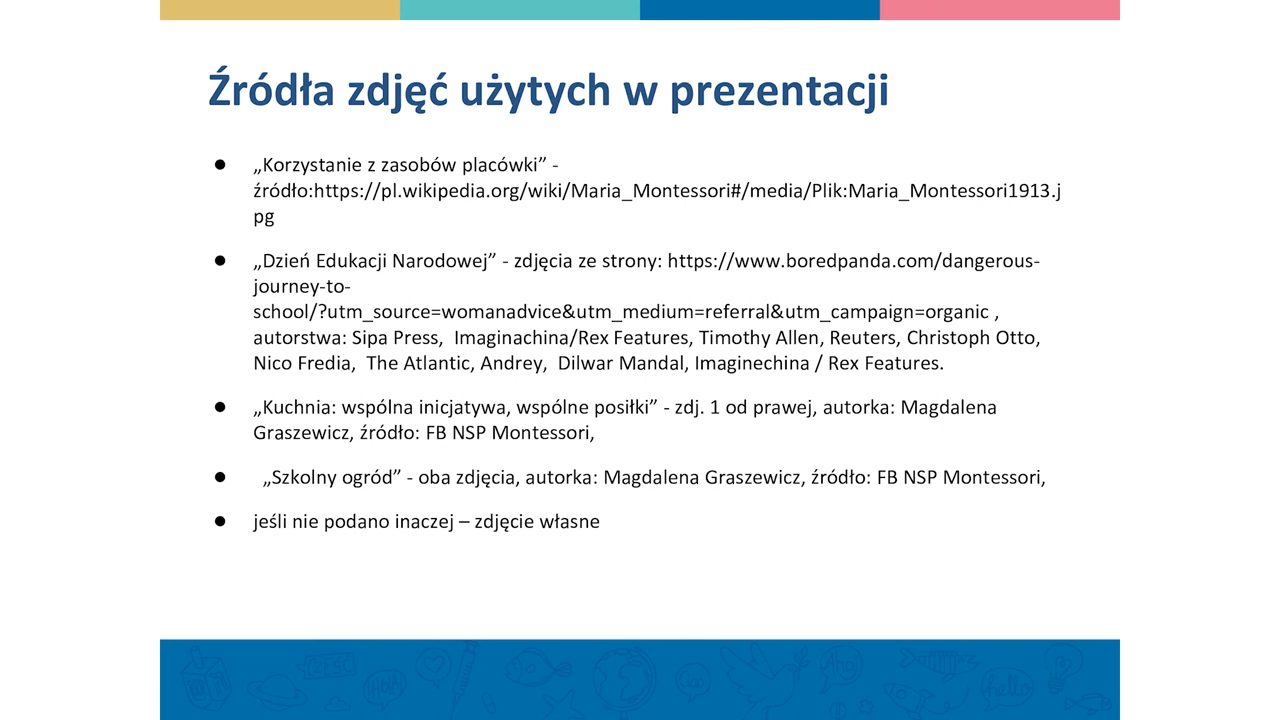 Źródła zdjęć użytych w prezentacji
● „Korzystanie z zasobów placówki” -
źródło:https://pl.wikipedia.org/wiki/Maria_Montessori#/media/Plik:Maria_Montessori1913.j
pg
● „Dzień Edukacji Narodowej” - zdjęcia ze strony: https://www.boredpanda.com/dangerous-
journey-to-
school/?utm_source=womanadvice&utm_medium=referral&utm_campaign=organic ,
autorstwa: Sipa Press,  Imaginachina/Rex Features, Timothy Allen, Reuters, Christoph Otto,
Nico Fredia,  The Atlantic, Andrey,  Dilwar Mandal, Imaginechina / Rex Features.
● „Kuchnia: wspólna inicjatywa, wspólne posiłki” - zdj. 1 od prawej, autorka: Magdalena
Graszewicz, źródło: FB NSP Montessori,
● „Szkolny ogród” - oba zdjęcia, autorka: Magdalena Graszewicz, źródło: FB NSP Montessori,
● jeśli nie podano inaczej – zdjęcie własne
CZEŚĆ
Ahoj
hello